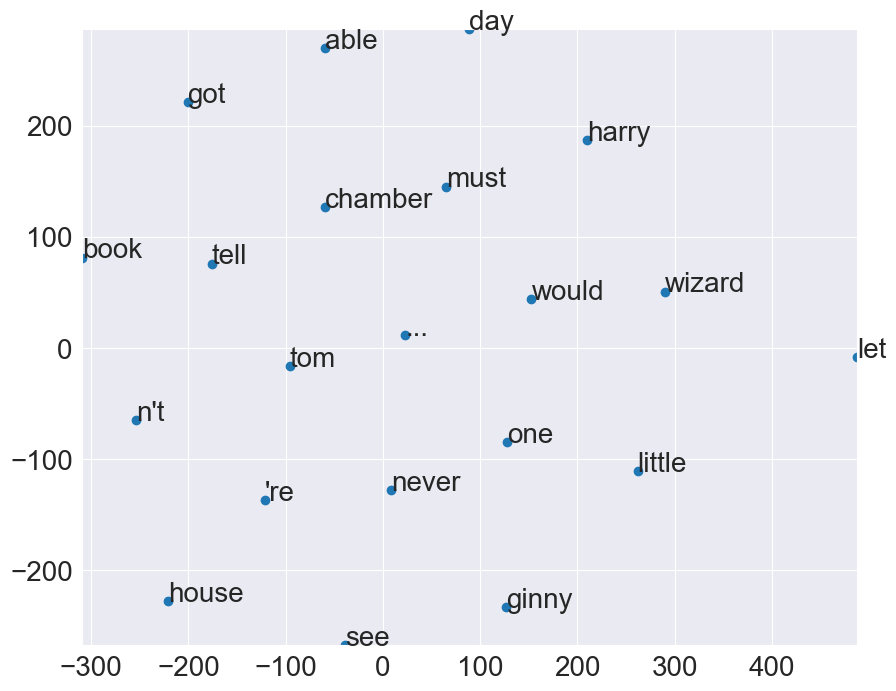 day
able
got
200
harry
must
chamber
100
book
tell
would
wizard
...
0
tom
let
n't
one
−100
little
never
're
−200
house
ginny
see
−300 −200 −100 0 100 200 300 400